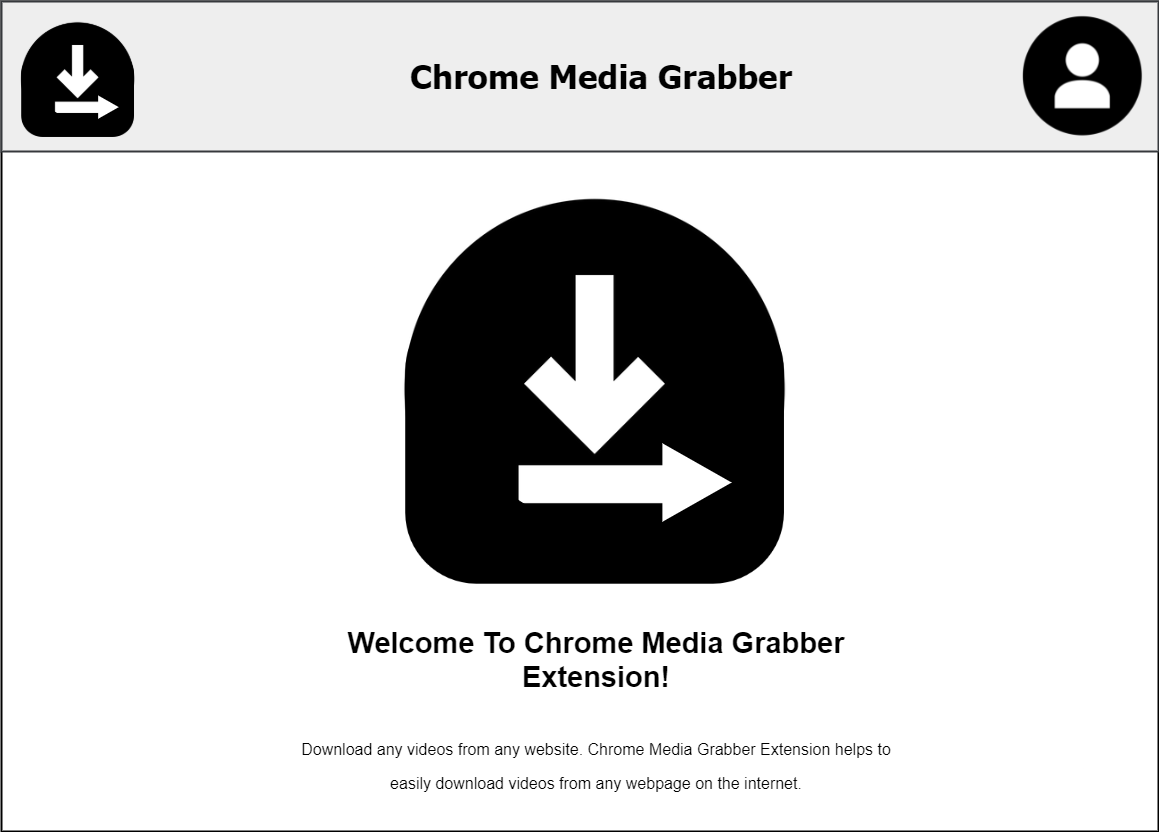 Chrome Media Grabber
Welcome To Chrome Media Grabber
Extension!
Download any videos from any website. Chrome Media Grabber Extension helps to
easily download videos from any webpage on the internet.